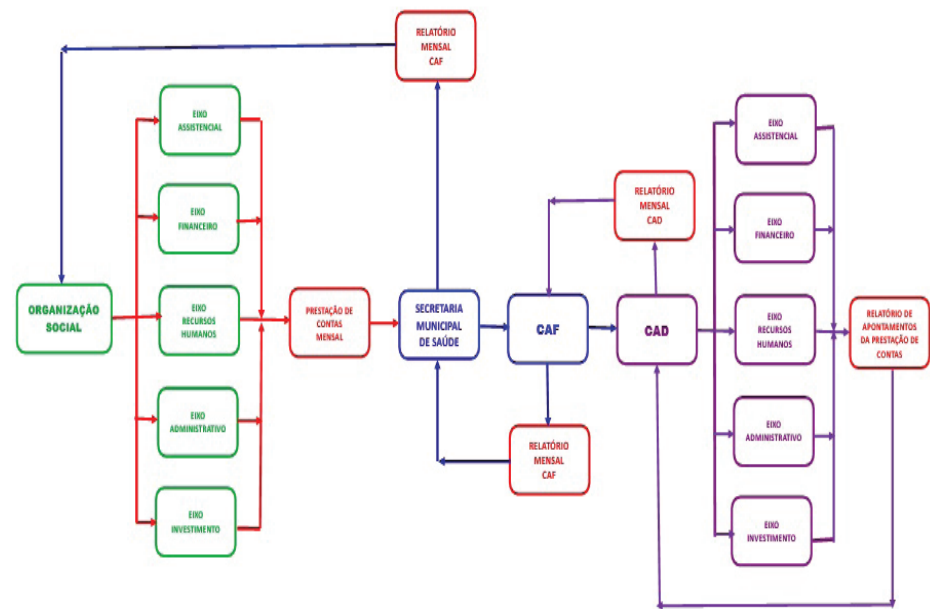 RELATÓRIO
MENSAL
CAF
EIXO
ASSISTENCIAL
EIXO
FINANCEIRO
ORGANIZAÇÃO
SOCIAL
EIXO
RECURSOS
HUMANOS
EIXO
ADMINISTRATIVO
EIXO
INVESTIMENTO
PRESTAÇÃO DE
CONTAS
MENSAL
SECRETARIA
MUNICIPAL
DE SAÚDE
CAF
RELATÓRIO
MENSAL
CAF
RELATÓRIO
MENSAL
CAD
CAD
EIXO
ASSISTENCIAL
EIXO
FINANCEIRO
EIXO
RECURSOS
HUMANOS
EIXO
ADMINISTRATIVO
EIXO
INVESTIMENTO
RELATÓRIO DE
APONTAMENTOS
DA PRESTAÇÃO DE
CONTAS